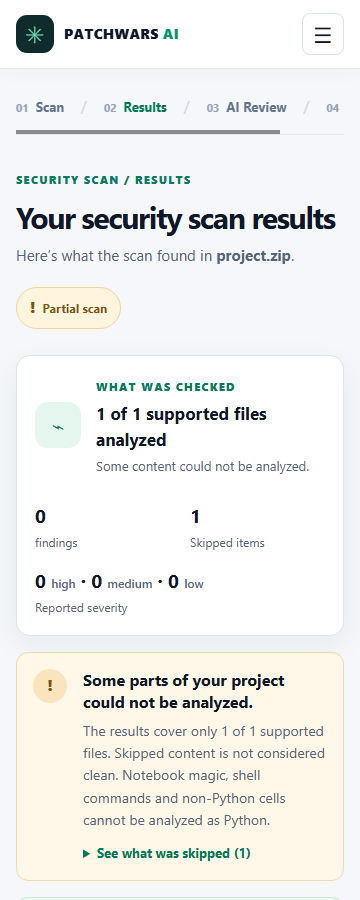 PATCHWARS AI
01 Scan / 02 Results / 03 AI Review / 04
SECURITY SCAN / RESULTS
Your security scan results
Here's what the scan found in project.zip.
! Partial scan
WHAT WAS CHECKED
1 of 1 supported files
analyzed
Some content could not be analyzed.
0
findings
1
Skipped items
0 high · 0 medium · 0 low
Reported severity
!
Some parts of your project
could not be analyzed.
The results cover only 1 of 1 supported
files. Skipped content is not considered
clean. Notebook magic, shell
commands and non-Python cells
cannot be analyzed as Python.
▶ See what was skipped (1)